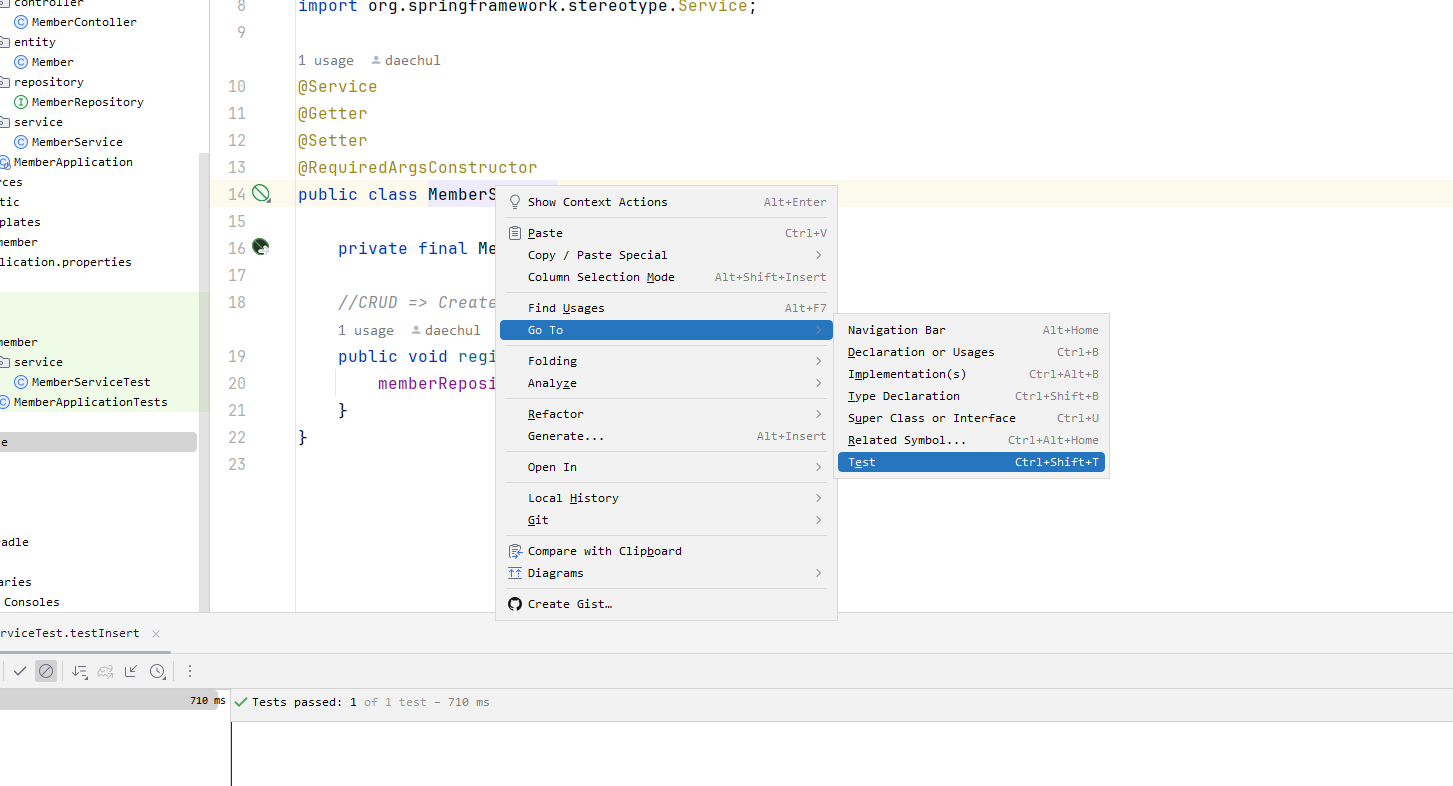 controller
MemberContoller
entity
Member
repository
MemberRepository
service
MemberService
MemberApplication
rces
tic
plates
member
lication.properties
member
service
MemberServiceTest
MemberApplicationTests
e
adle
aries
Consoles
8 import org.springframework.stereotype.Service;
9
1 usage daechul
10 @Service
11 @Getter
12 @Setter
13 @RequiredArgsConstructor
14 public class MemberS
15
16 private final Me
17
18 //CRUD => Create
1 usage daechul
19 public void regi
20 memberReposi
21 }
22 }
23
Show Context Actions Alt+Enter
Paste Ctrl+V
Copy / Paste Special
Column Selection Mode Alt+Shift+Insert
Find Usages Alt+F7
Go To
Folding
Analyze
Refactor
Generate... Alt+Insert
Open In
Local History
Git
Compare with Clipboard
Diagrams
Create Gist…
Navigation Bar Alt+Home
Declaration or Usages Ctrl+B
Implementation(s) Ctrl+Alt+B
Type Declaration Ctrl+Shift+B
Super Class or Interface Ctrl+U
Related Symbol... Ctrl+Alt+Home
Test Ctrl+Shift+T
rviceTest.testInsert
710 ms
Tests passed: 1 of 1 test – 710 ms